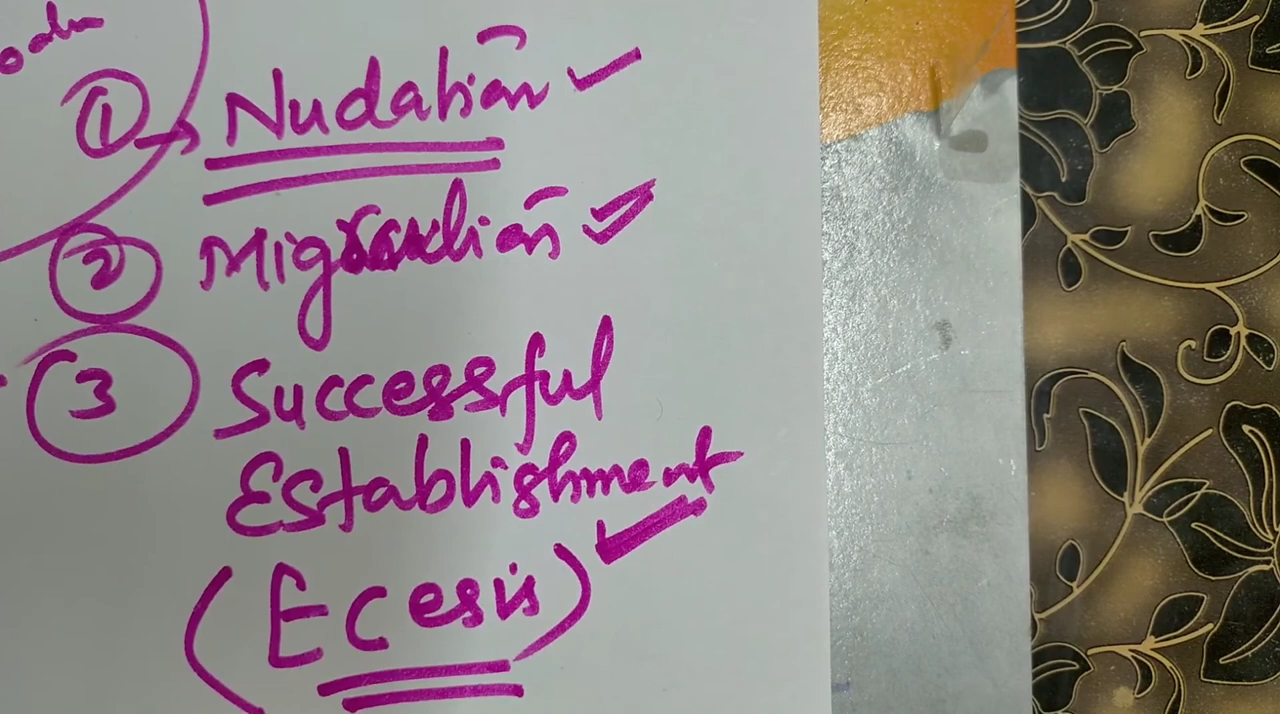 ① → Nudation ✓
② Migration ✓
③ Successful
Establishment ✓
(Ecesis)